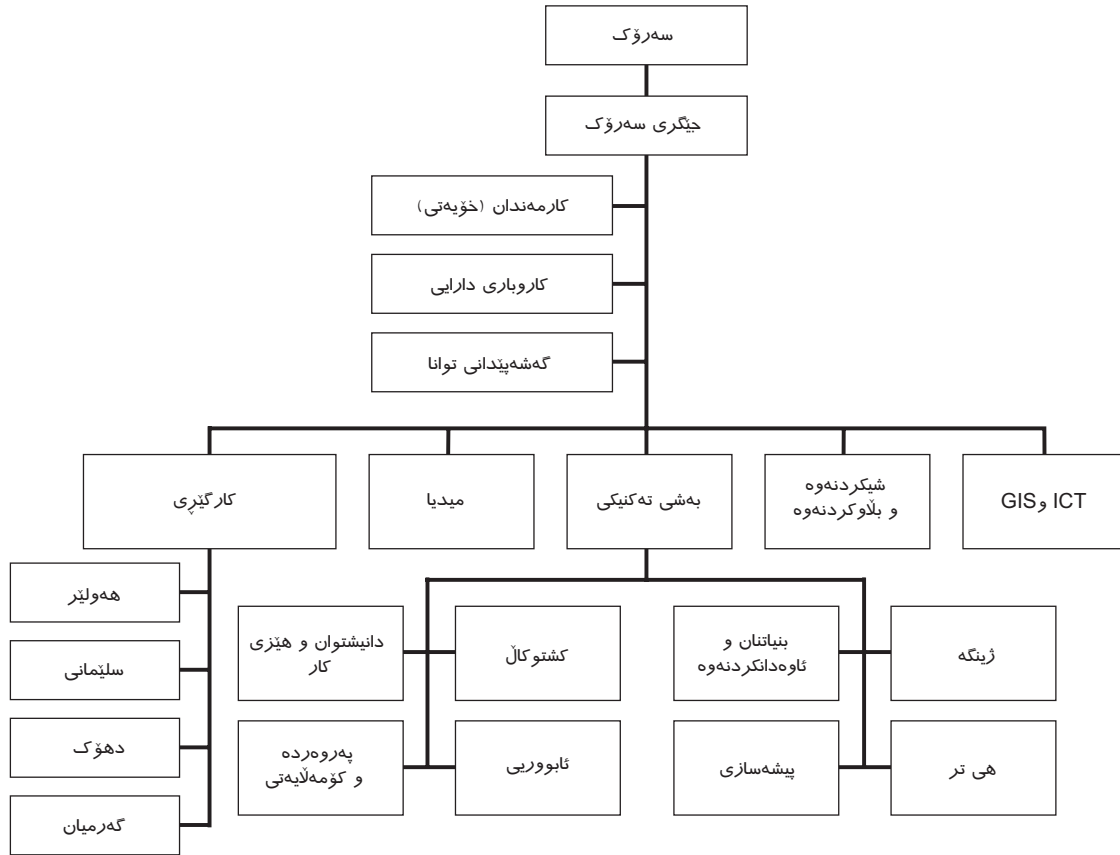 سەرۆک
جێگری سەرۆک
کارمەندان (خۆیەتی)
کاروباری دارایی
گەشەپێدانی توانا
ICT و GIS
شیکردنەوە
و بڵاوکردنەوە
بەشی تەکنیکی
میدیا
کارگێڕی
ژینگە
بنیاتنان و
ئاوەدانکردنەوە
کشتوکاڵ
دانیشتوان و هێزی
کار
هی تر
پیشەسازی
ئابووریی
پەروەردە
و کۆمەڵایەتی
هەولێر
سلێمانی
دهۆک
گەرمیان